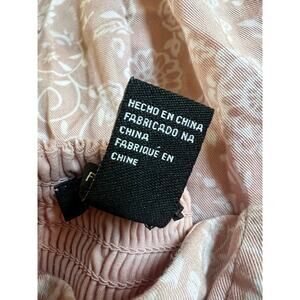 HECHO EN CHINA
FABRICADO NA
CHINA
FABRIQUÉ EN
CHINE
F